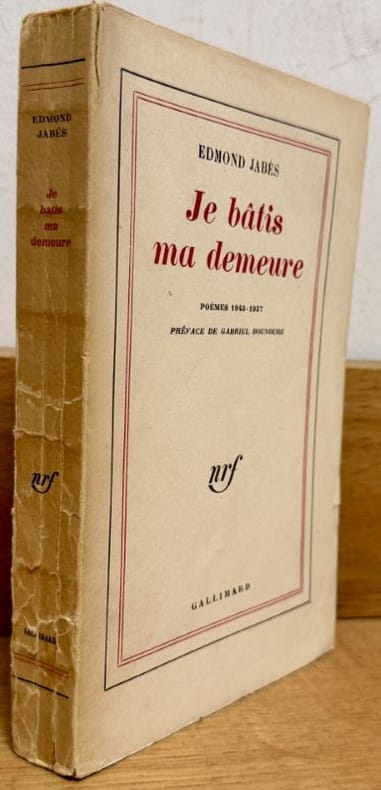 EDMOND
JABÈS
Je
bâtis
ma
demeure
nrf
GALLIMARD
EDMOND JABÈS
Je bâtis
ma demeure
POÈMES 1943-1957
PRÉFACE DE GABRIEL BOUNOURE
nrf
GALLIMARD